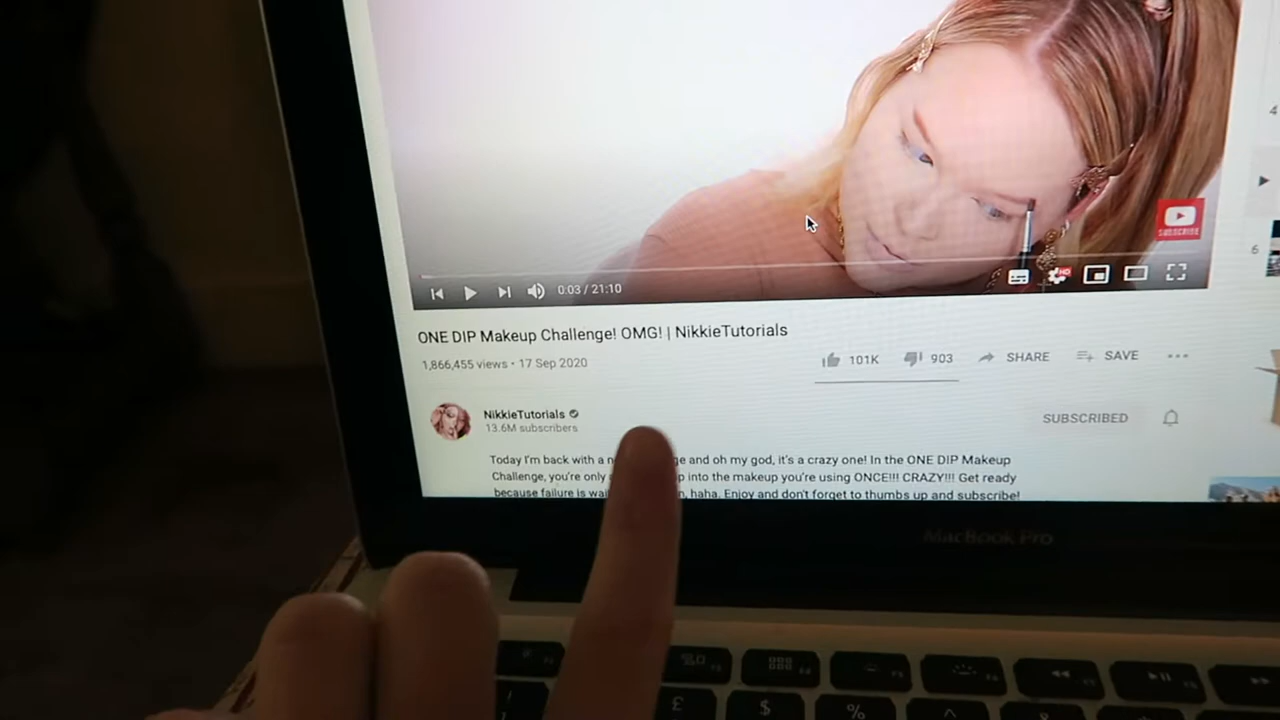 4
SUBSCRIBE
6
0:03 / 21:10
HD
ONE DIP Makeup Challenge! OMG! | NikkieTutorials
1,866,455 views • 17 Sep 2020
101K
903
SHARE
SAVE
NikkieTutorials
13.6M subscribers
SUBSCRIBED
Today I'm back with a n ge and oh my god, it's a crazy one! In the ONE DIP Makeup
Challenge, you're only p into the makeup you're using ONCE!!! CRAZY!!! Get ready
because failure is wai n, haha. Enjoy and don't forget to thumbs up and subscribe!
MacBook Pro
£
$
%
^